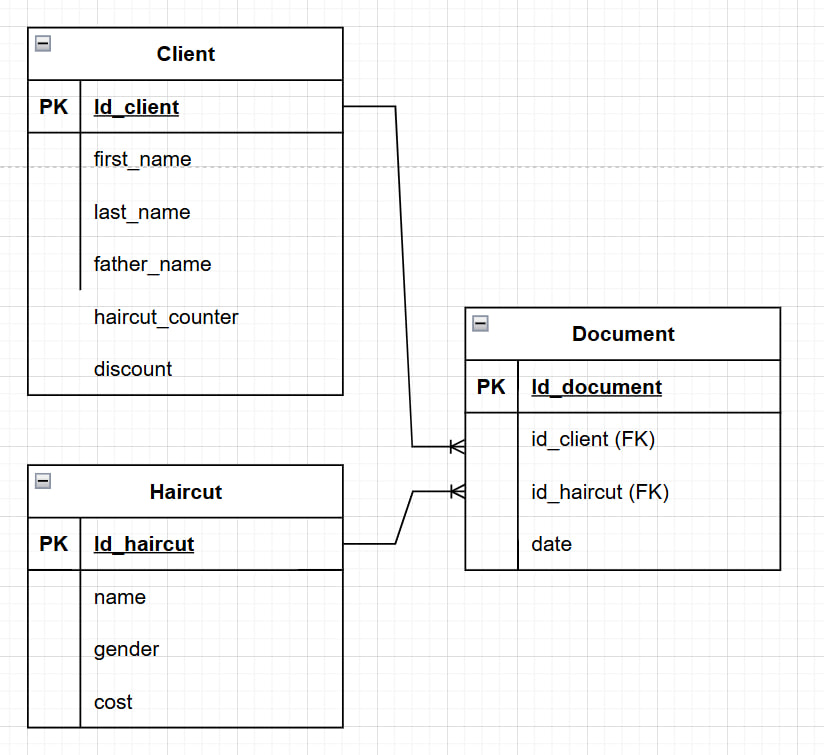 Client
PK Id_client
first_name
last_name
father_name
haircut_counter
discount
Haircut
PK Id_haircut
name
gender
cost
Document
PK Id_document
id_client (FK)
id_haircut (FK)
date